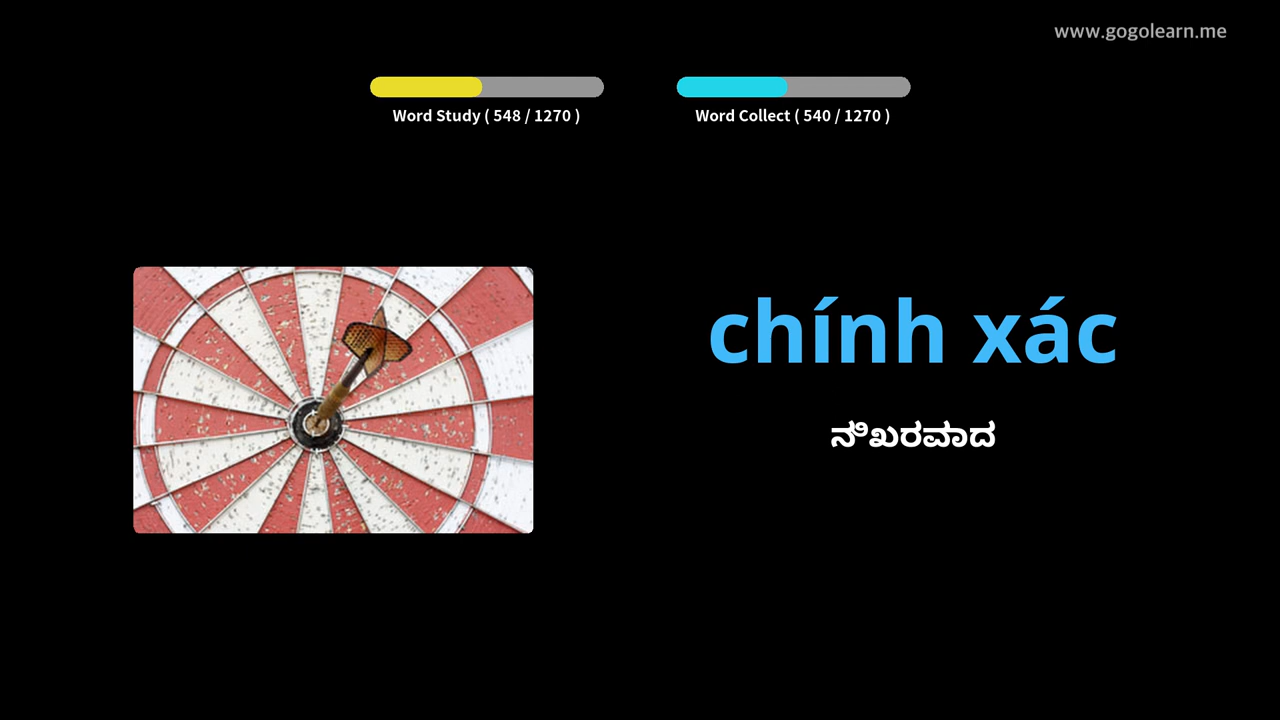 www.gogolearn.me
Word Study ( 548 / 1270 )
Word Collect ( 540 / 1270 )
chính xác
ನಿಖರವಾದ